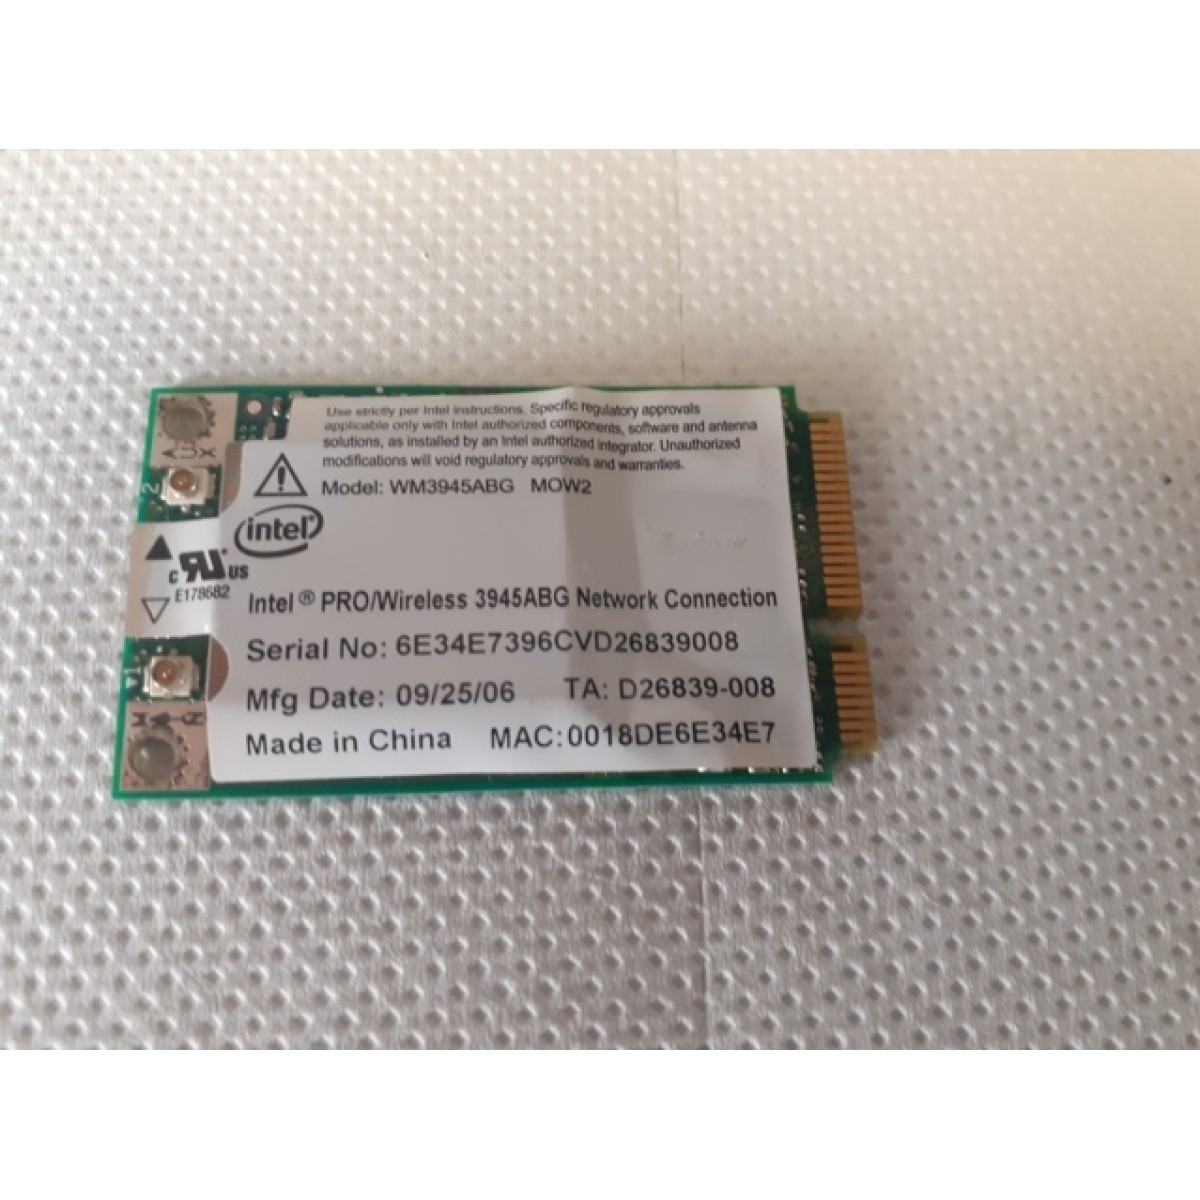 Use strictly per Intel instructions. Specific regulatory approvals
applicable only with Intel authorized components, software and antenna
solutions, as installed by an Intel authorized integrator. Unauthorized
modifications will void regulatory approvals and warranties.
Model: WM3945ABG MOW2
AUX
2
intel®
c RU US
E178682
Intel® PRO/Wireless 3945ABG Network Connection
Serial No: 6E34E7396CVD26839008
1
Mfg Date: 09/25/06 TA: D26839-008
Made in China MAC:0018DE6E34E7